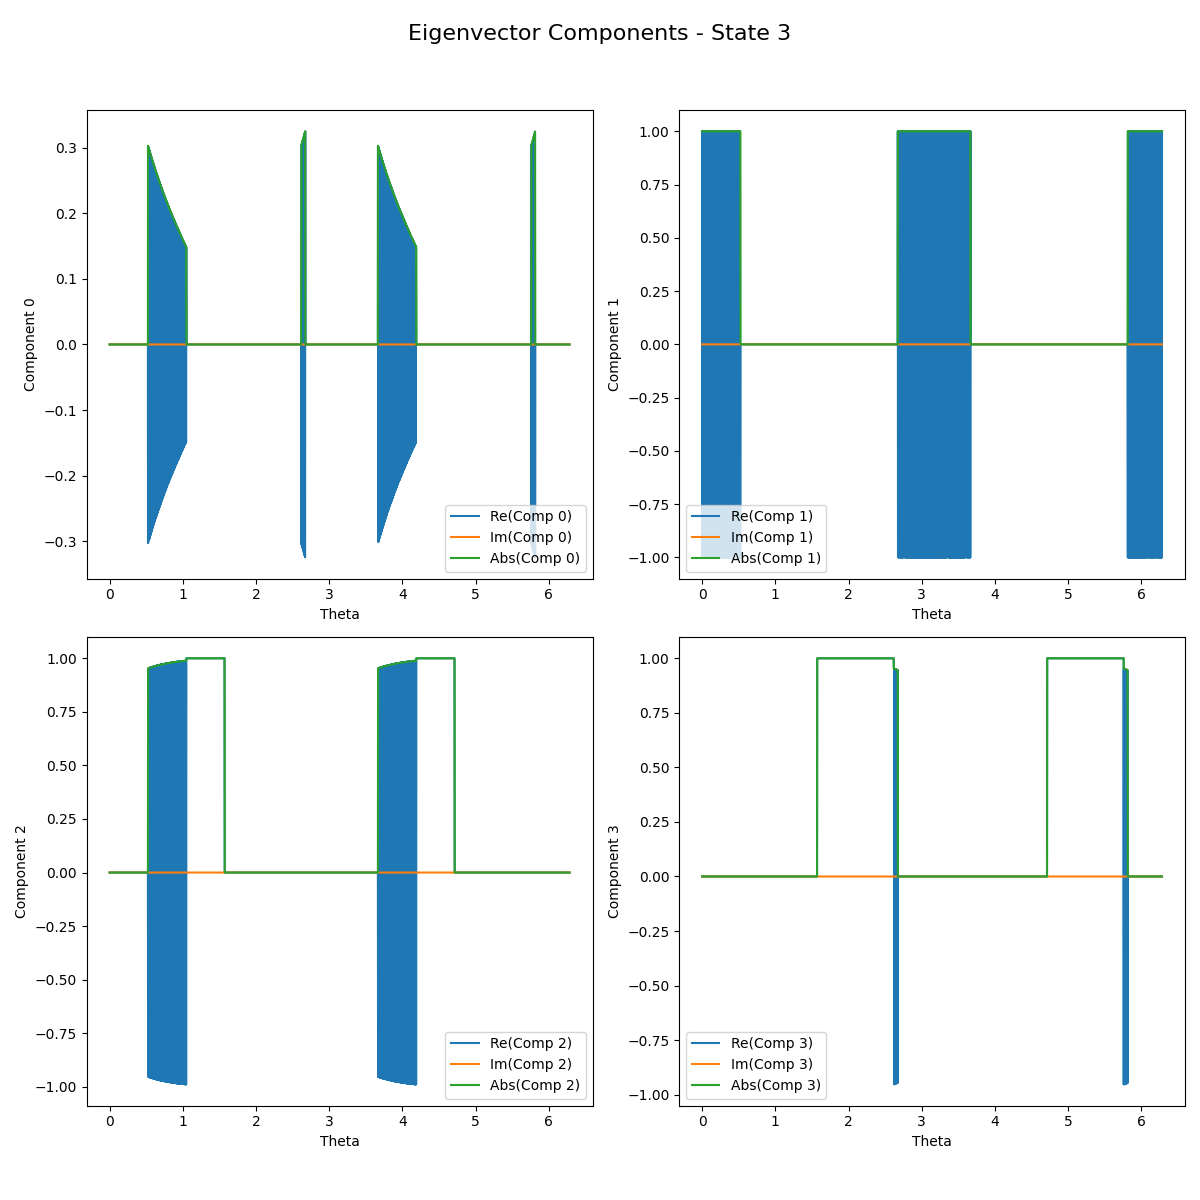 Eigenvector Components - State 3
Component 0
0.3
0.2
0.1
0.0
−0.1
−0.2
−0.3
0 1 2 3 4 5 6
Theta
Re(Comp 0)
Im(Comp 0)
Abs(Comp 0)
Component 1
1.00
0.75
0.50
0.25
0.00
−0.25
−0.50
−0.75
−1.00
0 1 2 3 4 5 6
Theta
Re(Comp 1)
Im(Comp 1)
Abs(Comp 1)
Component 2
1.00
0.75
0.50
0.25
0.00
−0.25
−0.50
−0.75
−1.00
0 1 2 3 4 5 6
Theta
Re(Comp 2)
Im(Comp 2)
Abs(Comp 2)
Component 3
1.00
0.75
0.50
0.25
0.00
−0.25
−0.50
−0.75
−1.00
0 1 2 3 4 5 6
Theta
Re(Comp 3)
Im(Comp 3)
Abs(Comp 3)